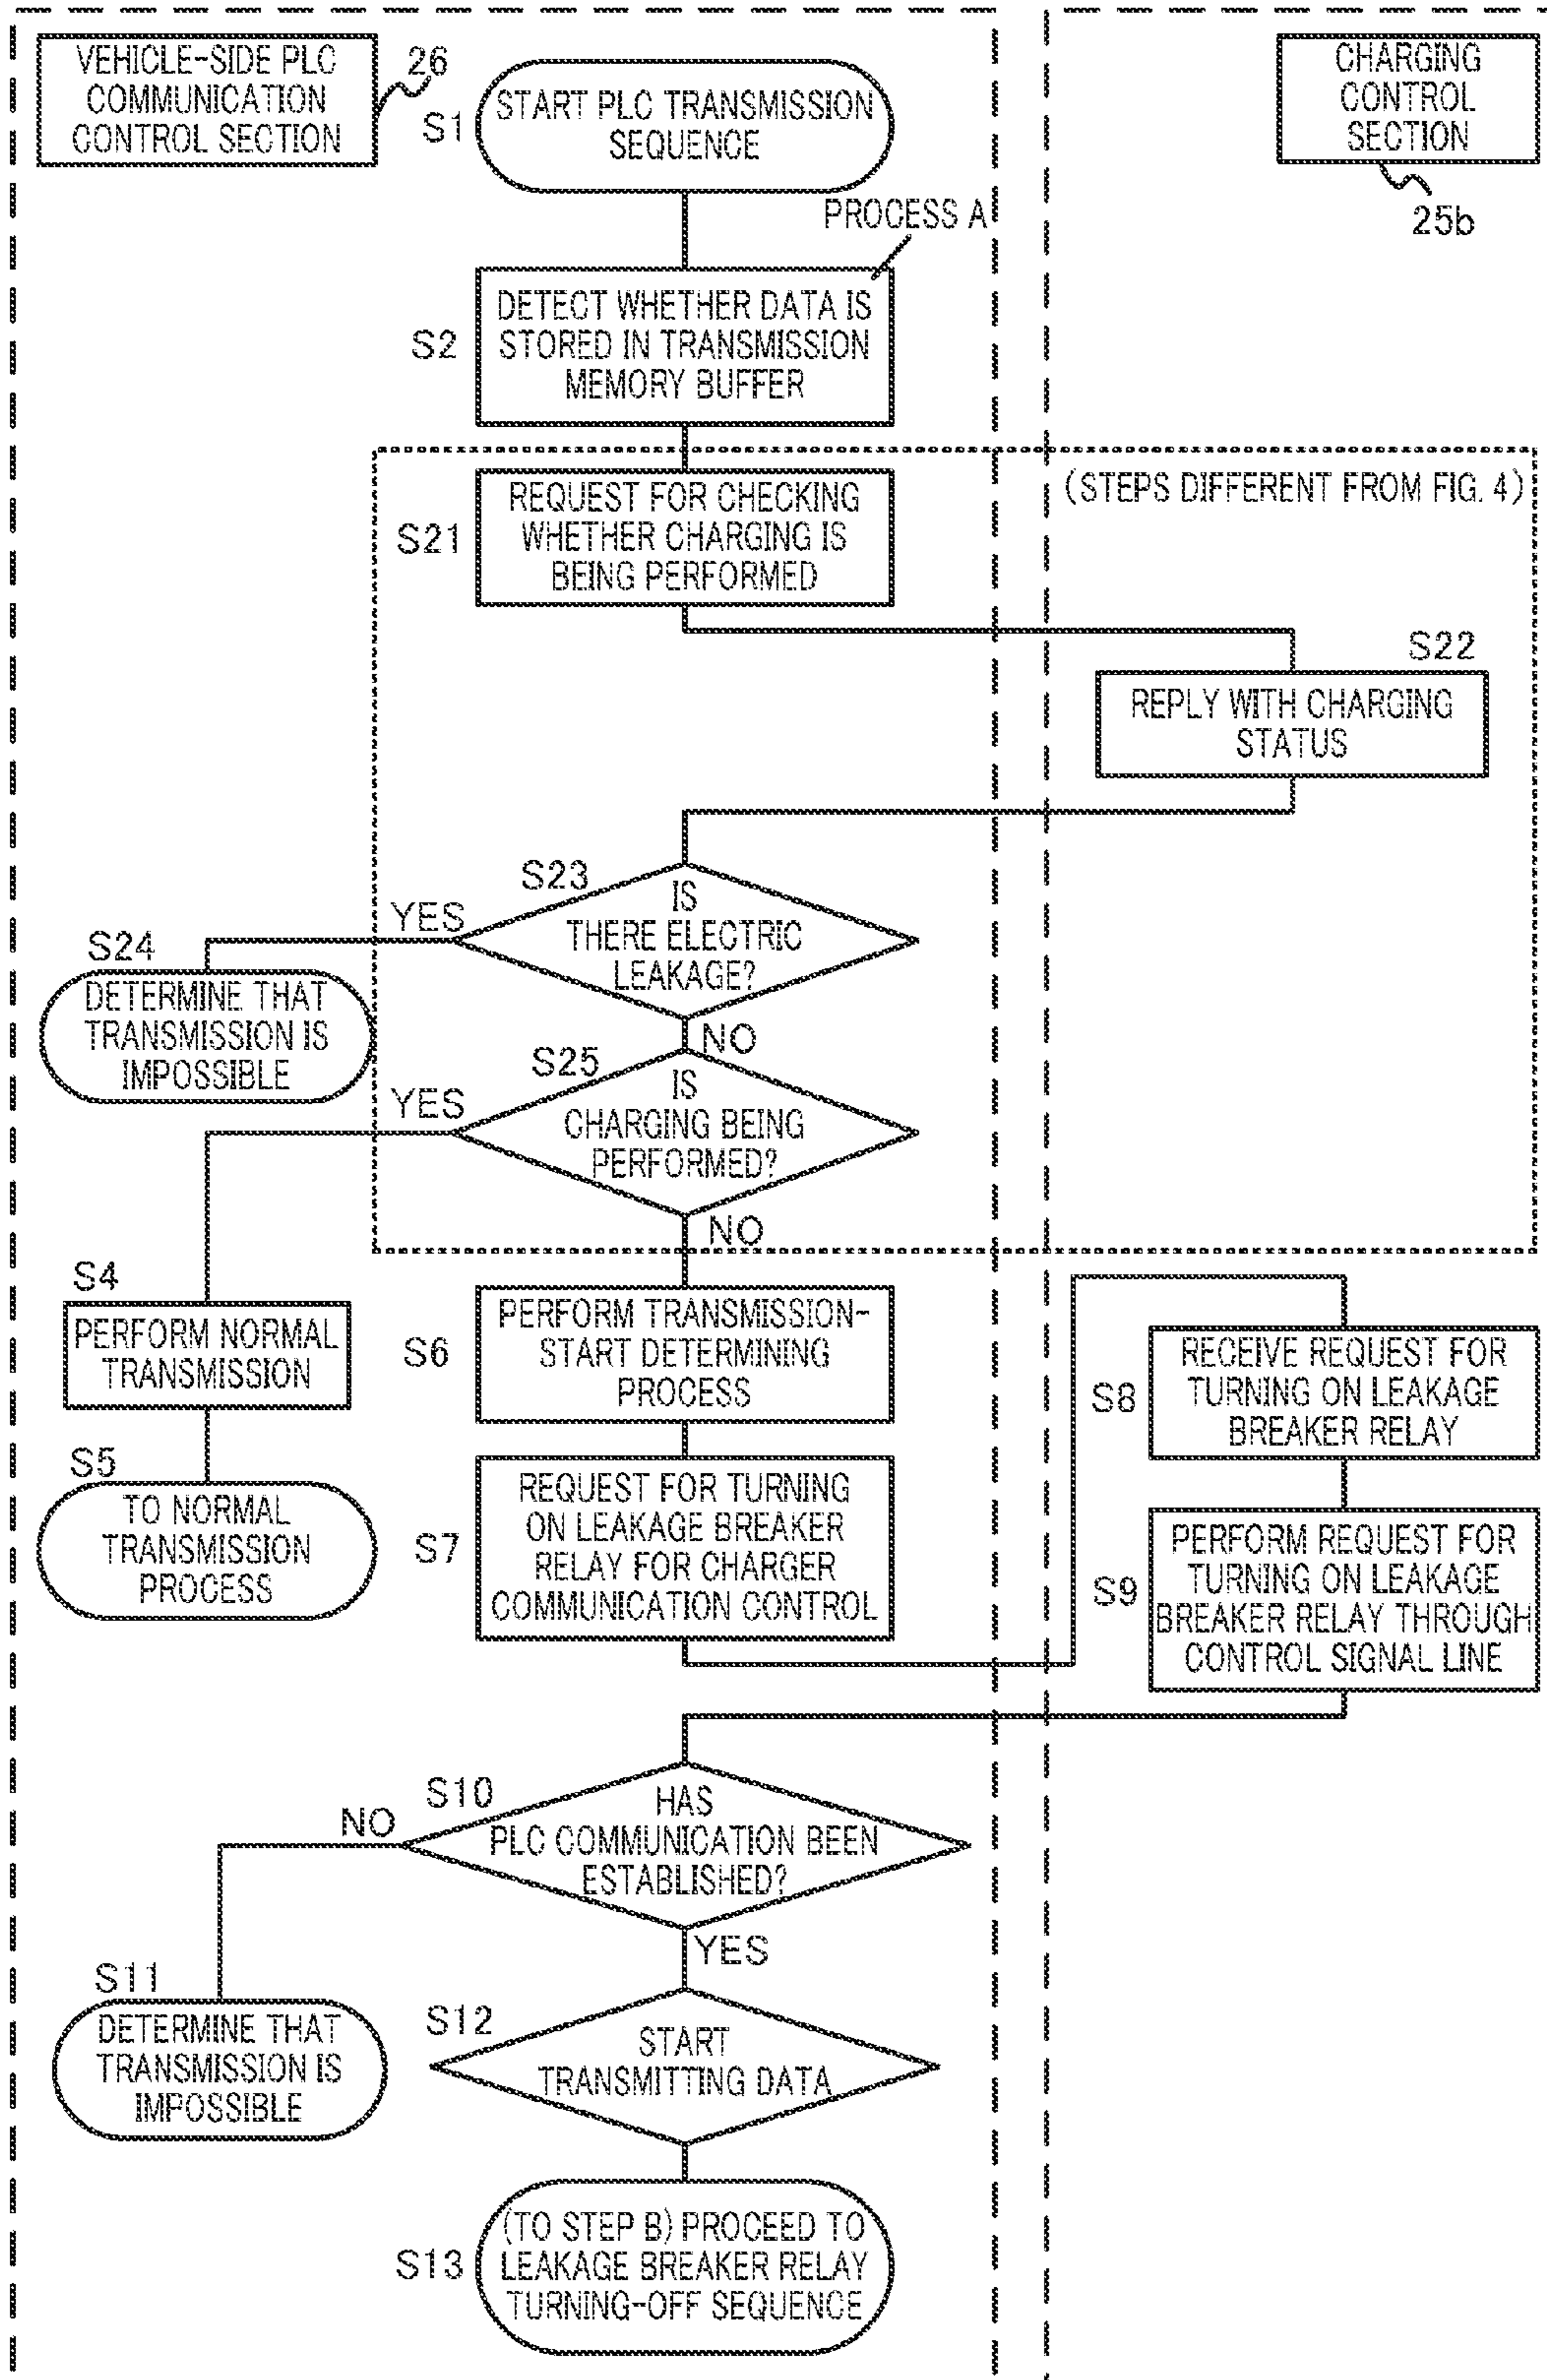 VEHICLE-SIDE PLC
COMMUNICATION
CONTROL SECTION
26
S1
START PLC TRANSMISSION
SEQUENCE
CHARGING
CONTROL
SECTION
25b
PROCESS A
S2
DETECT WHETHER DATA IS
STORED IN TRANSMISSION
MEMORY BUFFER
(STEPS DIFFERENT FROM FIG. 4)
S21
REQUEST FOR CHECKING
WHETHER CHARGING IS
BEING PERFORMED
S22
REPLY WITH CHARGING
STATUS
S23
IS
THERE ELECTRIC
LEAKAGE?
YES
S24
DETERMINE THAT
TRANSMISSION IS
IMPOSSIBLE
NO
S25
IS
CHARGING BEING
PERFORMED?
YES
NO
S4
PERFORM NORMAL
TRANSMISSION
S5
TO NORMAL
TRANSMISSION
PROCESS
S6
PERFORM TRANSMISSION-
START DETERMINING
PROCESS
S7
REQUEST FOR TURNING
ON LEAKAGE BREAKER
RELAY FOR CHARGER
COMMUNICATION CONTROL
S8
RECEIVE REQUEST FOR
TURNING ON LEAKAGE
BREAKER RELAY
S9
PERFORM REQUEST FOR
TURNING ON LEAKAGE
BREAKER RELAY THROUGH
CONTROL SIGNAL LINE
S10
HAS
PLC COMMUNICATION BEEN
ESTABLISHED?
NO
YES
S11
DETERMINE THAT
TRANSMISSION IS
IMPOSSIBLE
S12
START
TRANSMITTING DATA
S13
(TO STEP B) PROCEED TO
LEAKAGE BREAKER RELAY
TURNING-OFF SEQUENCE